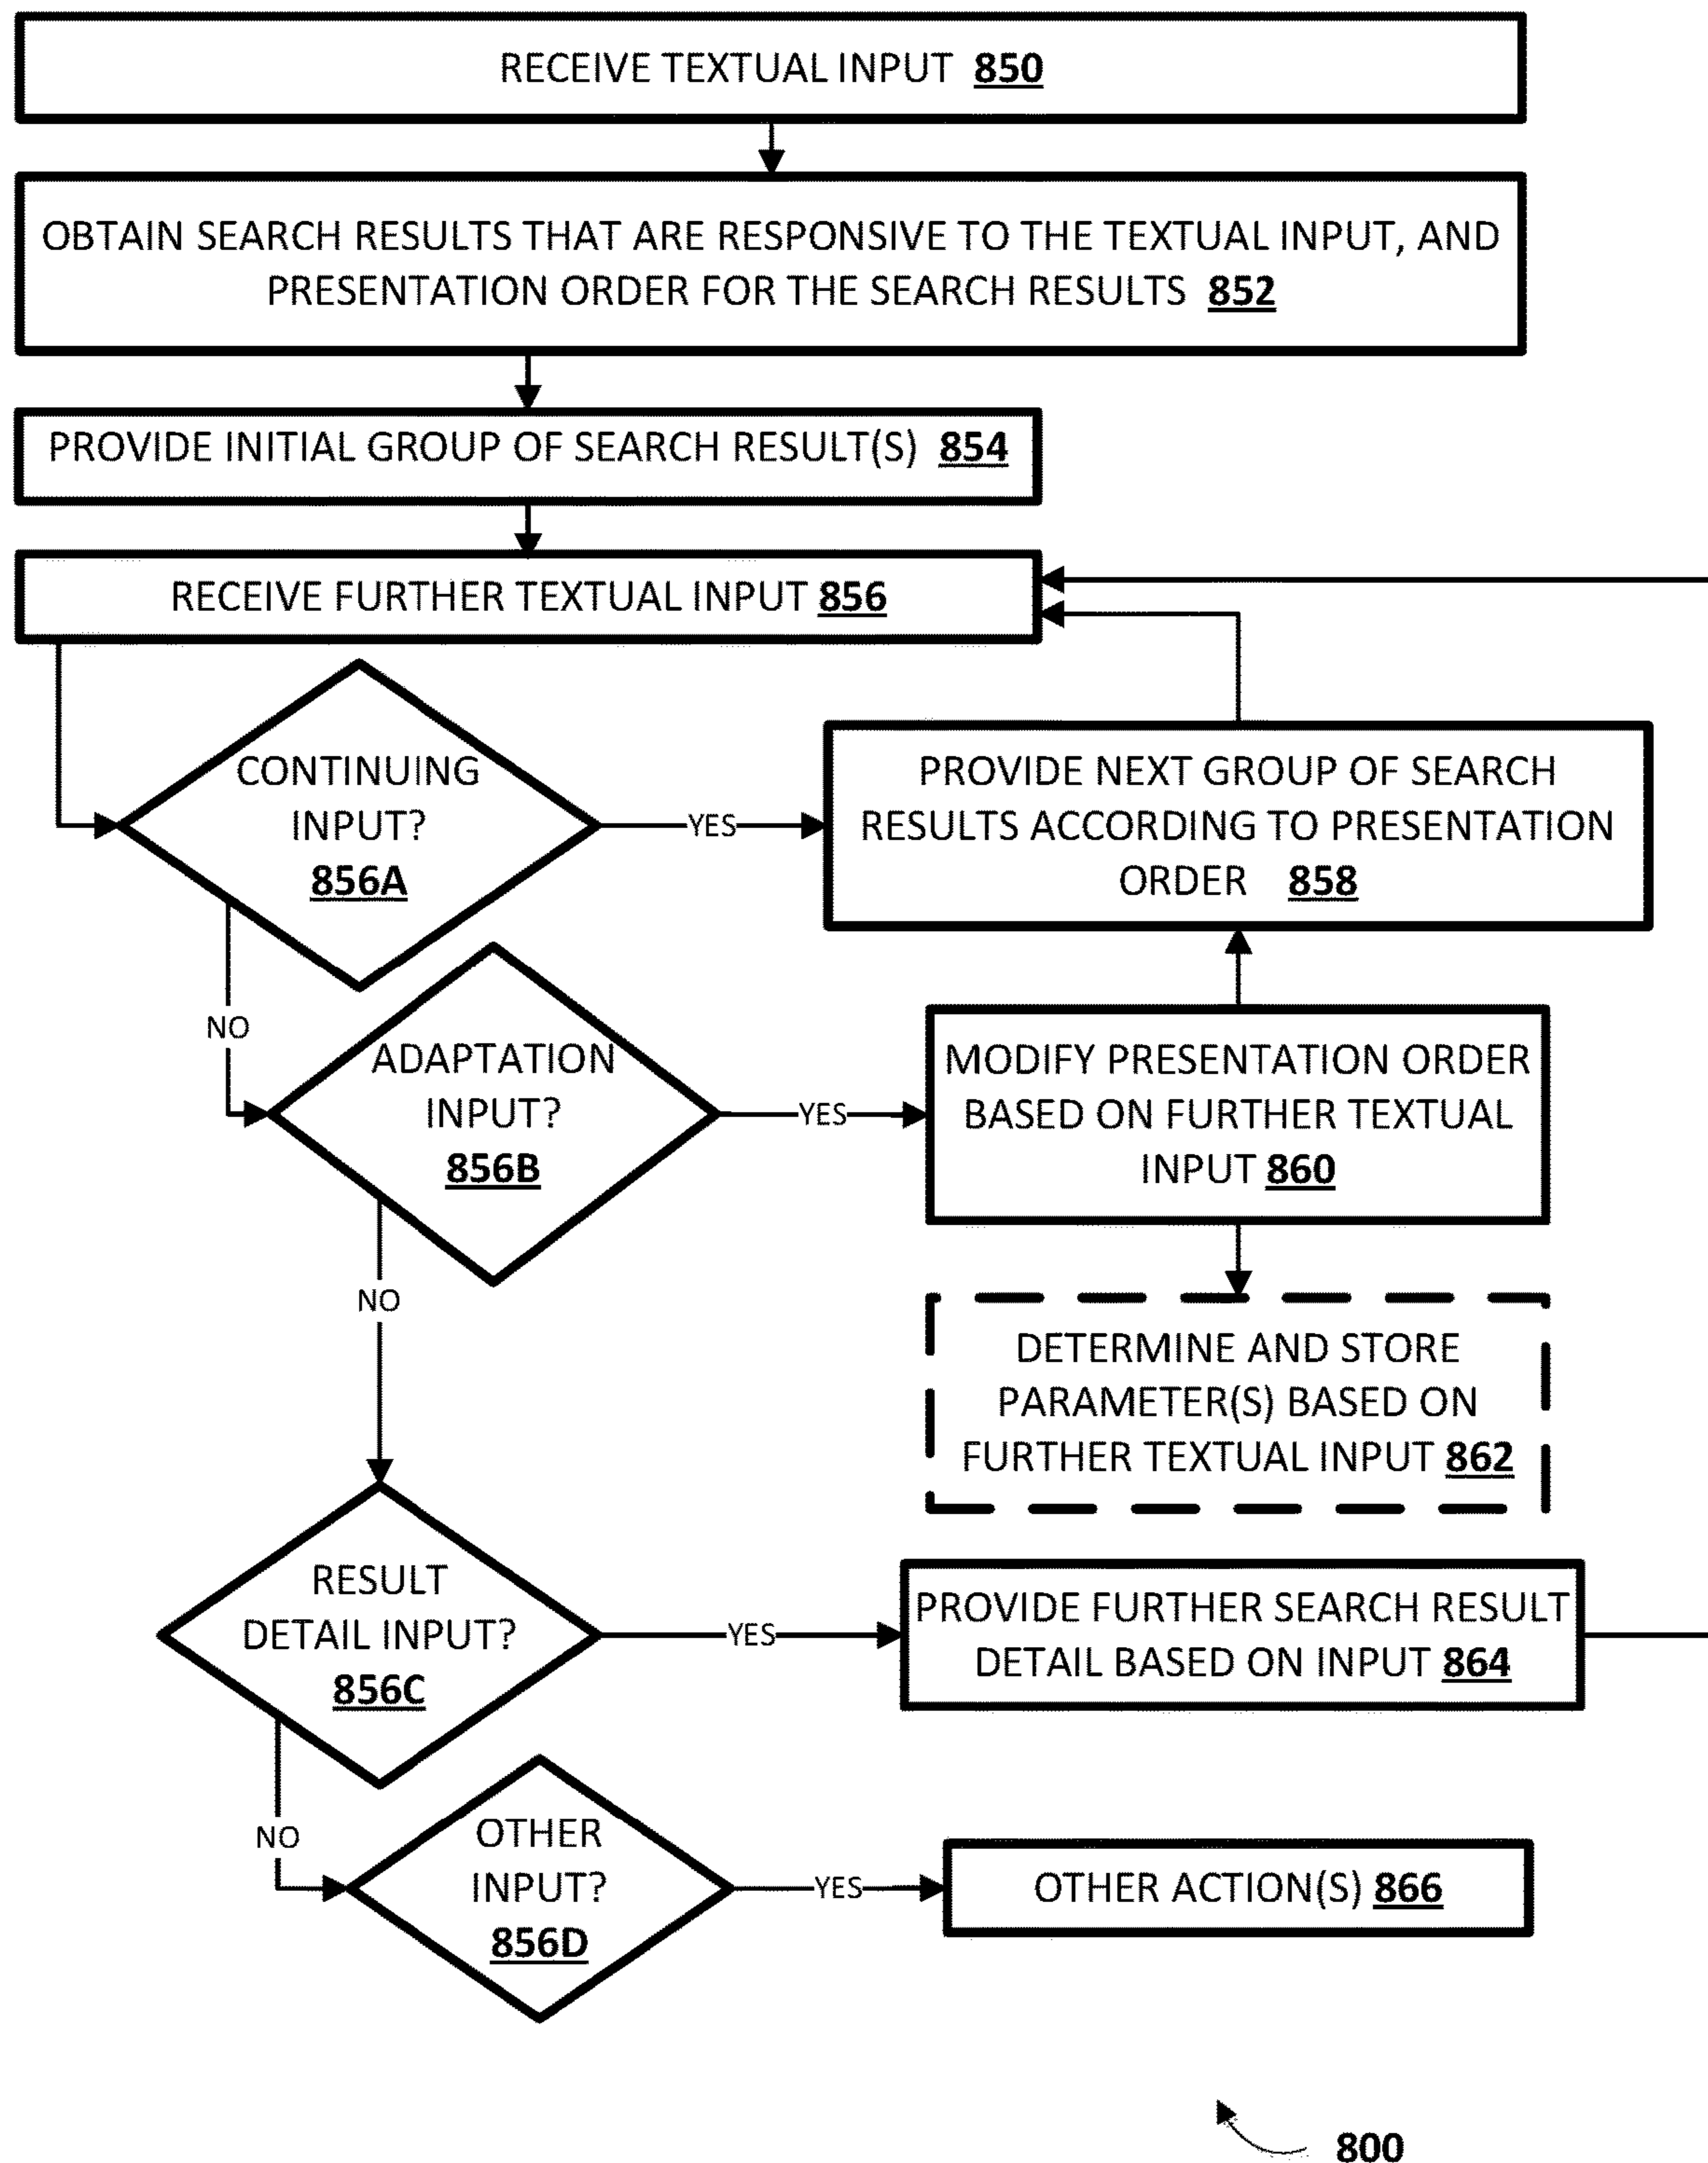 RECEIVE TEXTUAL INPUT 850
OBTAIN SEARCH RESULTS THAT ARE RESPONSIVE TO THE TEXTUAL INPUT, AND
PRESENTATION ORDER FOR THE SEARCH RESULTS 852
PROVIDE INITIAL GROUP OF SEARCH RESULT(S) 854
RECEIVE FURTHER TEXTUAL INPUT 856
CONTINUING
INPUT?
856A
YES
PROVIDE NEXT GROUP OF SEARCH
RESULTS ACCORDING TO PRESENTATION
ORDER 858
NO
ADAPTATION
INPUT?
856B
YES
MODIFY PRESENTATION ORDER
BASED ON FURTHER TEXTUAL
INPUT 860
NO
DETERMINE AND STORE
PARAMETER(S) BASED ON
FURTHER TEXTUAL INPUT 862
RESULT
DETAIL INPUT?
856C
YES
PROVIDE FURTHER SEARCH RESULT
DETAIL BASED ON INPUT 864
NO
OTHER
INPUT?
856D
YES
OTHER ACTION(S) 866
800